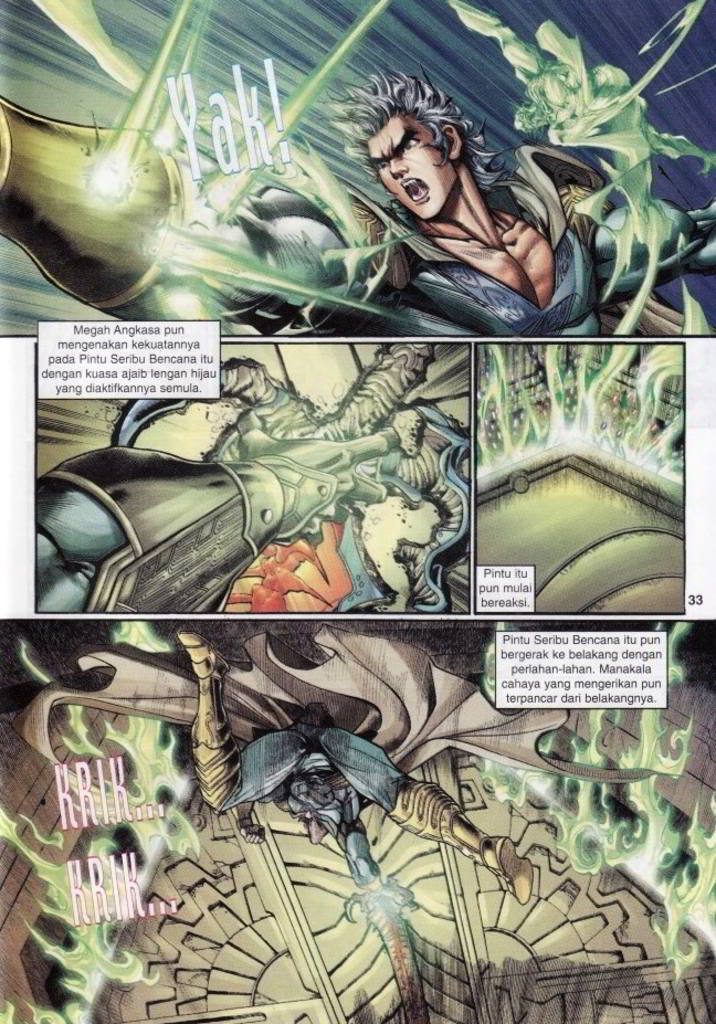 Yak!
Megah Angkasa pun
mengenakan kekuatannya
pada Pintu Seribu Bencana itu
dengan kuasa ajaib lengan hijau
yang diaktifkannya semula.
Pintu itu
pun mulai
bereaksi.
33
Pintu Seribu Bencana itu pun
bergerak ke belakang dengan
perlahan-lahan. Manakala
cahaya yang mengerikan pun
terpancar dari belakangnya.
KRIK...
KRIK...